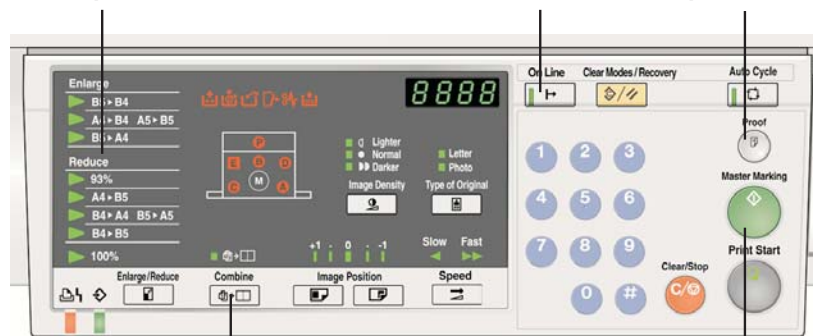 Enlarge
B5▸B4
A4▸B4 A5▸B5
B5▸A4
Reduce
93%
A4▸B5
B4▸A4 B5▸A5
B4▸B5
100%
8888
P
E B D
C M A
Lighter
Normal
Darker
Letter
Photo
Image Density
Type of Original
+1 · 0 · -1
Slow Fast
Enlarge/Reduce
Combine
Image Position
Speed
On Line
Clear Modes/Recovery
Auto Cycle
Proof
1 2 3
Master Marking
4 5 6
7 8 9
Print Start
Clear/Stop
0 #
C/